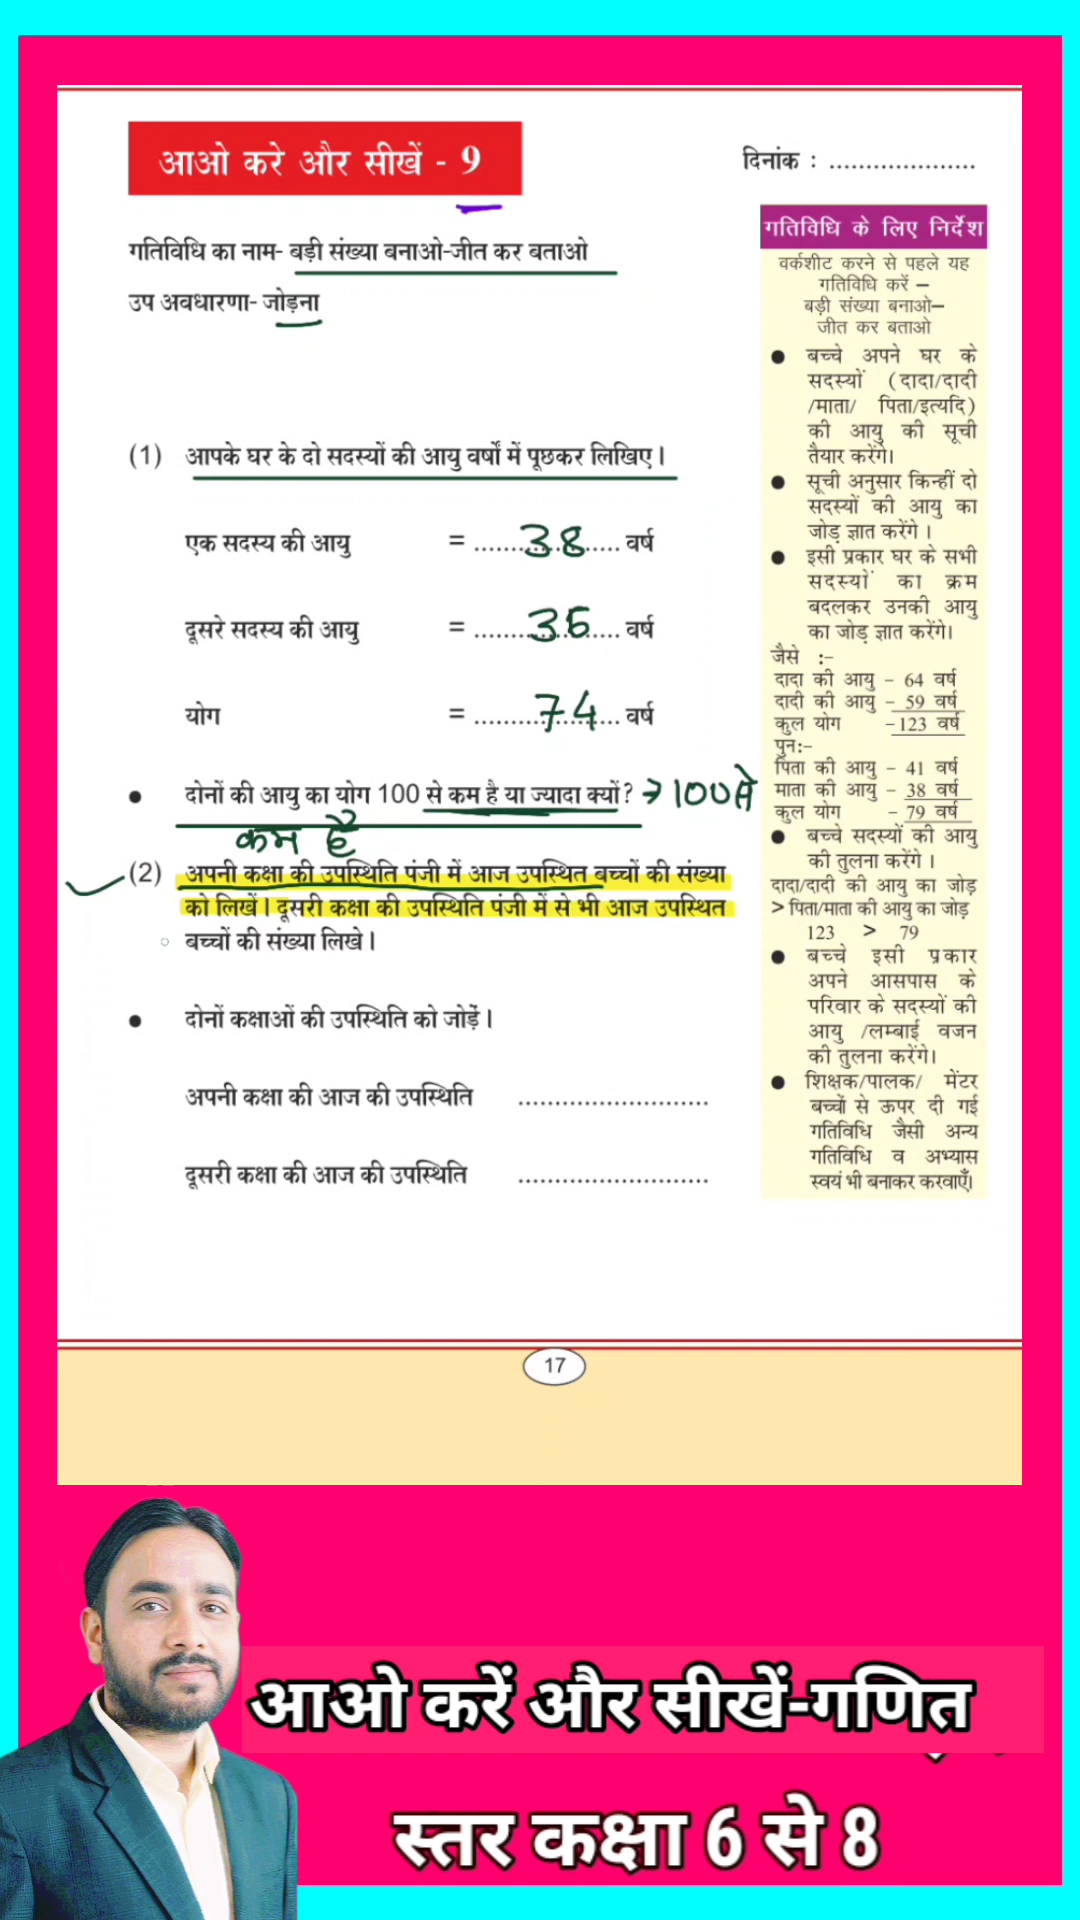 आओ करे और सीखें - 9
दिनांक : ....................
गतिविधि का नाम- बड़ी संख्या बनाओ-जीत कर बताओ
उप अवधारणा- जोड़ना
(1) आपके घर के दो सदस्यों की आयु वर्षों में पूछकर लिखिए।
एक सदस्य की आयु = ....38.... वर्ष
दूसरे सदस्य की आयु = ....36.... वर्ष
योग = ....74.... वर्ष
● दोनों की आयु का योग 100 से कम है या ज्यादा क्यों? → 100 से
कम है
(2) अपनी कक्षा की उपस्थिति पंजी में आज उपस्थित बच्चों की संख्या
को लिखें। दूसरी कक्षा की उपस्थिति पंजी में से भी आज उपस्थित
बच्चों की संख्या लिखे।
● दोनों कक्षाओं की उपस्थिति को जोड़ें।
अपनी कक्षा की आज की उपस्थिति ..........................
दूसरी कक्षा की आज की उपस्थिति ..........................
गतिविधि के लिए निर्देश
वर्कशीट करने से पहले यह
गतिविधि करें –
बड़ी संख्या बनाओ–
जीत कर बताओ
● बच्चे अपने घर के
सदस्यों (दादा/दादी
/माता/ पिता/इत्यदि)
की आयु की सूची
तैयार करेंगे।
● सूची अनुसार किन्हीं दो
सदस्यों की आयु का
जोड़ ज्ञात करेंगे ।
● इसी प्रकार घर के सभी
सदस्यों का क्रम
बदलकर उनकी आयु
का जोड़ ज्ञात करेंगे।
जैसे :–
दादा की आयु – 64 वर्ष
दादी की आयु – 59 वर्ष
कुल योग –123 वर्ष
पुन:–
पिता की आयु – 41 वर्ष
माता की आयु – 38 वर्ष
कुल योग – 79 वर्ष
● बच्चे सदस्यों की आयु
की तुलना करेंगे ।
दादा/दादी की आयु का जोड़
> पिता/माता की आयु का जोड़
123 > 79
● बच्चे इसी प्रकार
अपने आसपास के
परिवार के सदस्यों की
आयु /लम्बाई वजन
की तुलना करेंगे।
● शिक्षक/पालक/ मेंटर
बच्चों से ऊपर दी गई
गतिविधि जैसी अन्य
गतिविधि व अभ्यास
स्वयं भी बनाकर करवाएँ।
17
आओ करें और सीखें-गणित
स्तर कक्षा 6 से 8